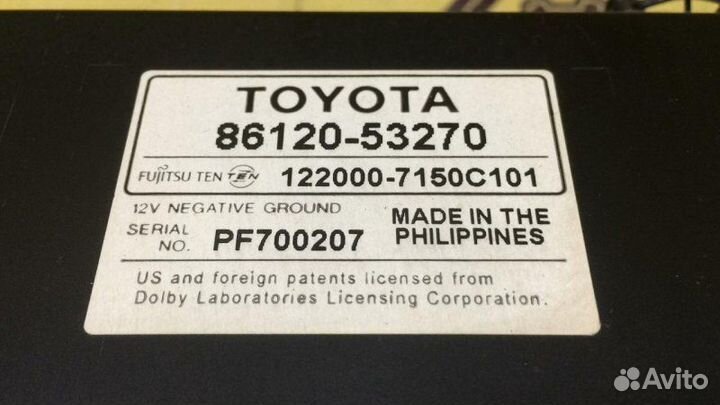 TOYOTA
86120-53270
FUJITSU TEN TEN 122000-7150C101
12V NEGATIVE GROUND
SERIAL NO. PF700207
MADE IN THE
PHILIPPINES
US and foreign patents licensed from
Dolby Laboratories Licensing Corporation.
Avito